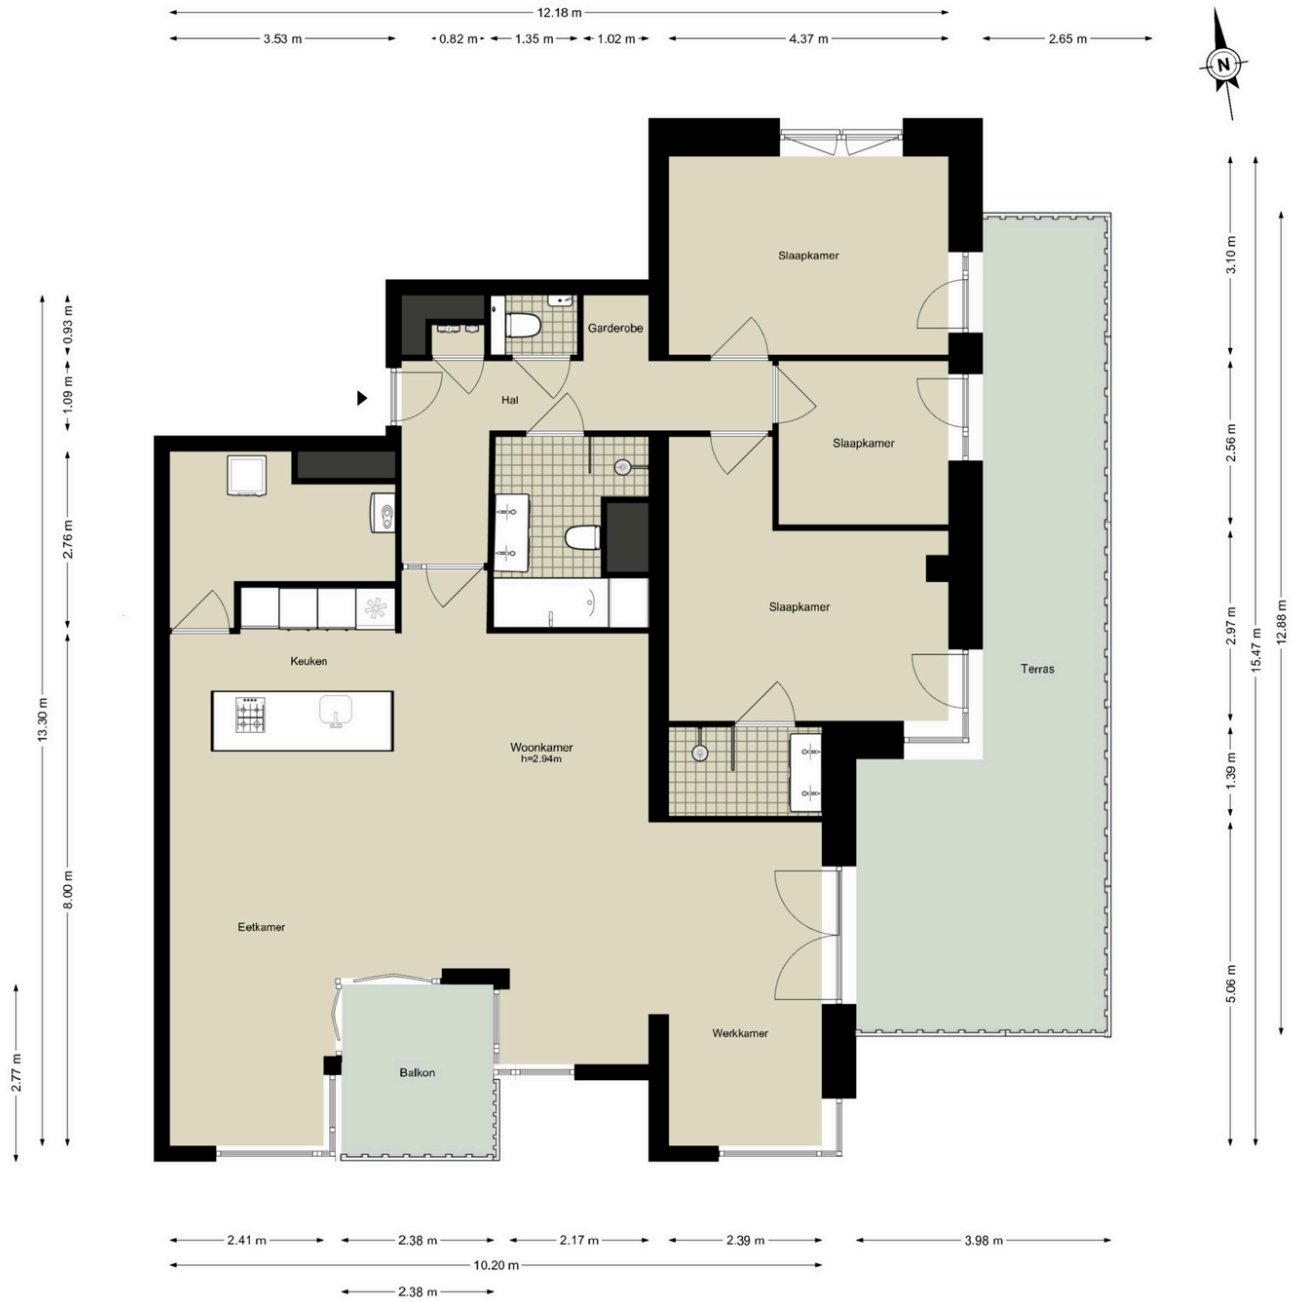 12.18 m
3.53 m
0.82 m
1.35 m
1.02 m
4.37 m
2.65 m
N
Slaapkamer
3.10 m
0.93 m
Garderobe
1.09 m
Hal
Slaapkamer
2.56 m
2.76 m
Slaapkamer
2.97 m
12.88 m
15.47 m
Keuken
Terras
13.30 m
Woonkamer
h=2.94m
1.39 m
8.00 m
Eetkamer
5.06 m
Werkkamer
2.77 m
Balkon
2.41 m
2.38 m
2.17 m
2.39 m
3.98 m
10.20 m
2.38 m